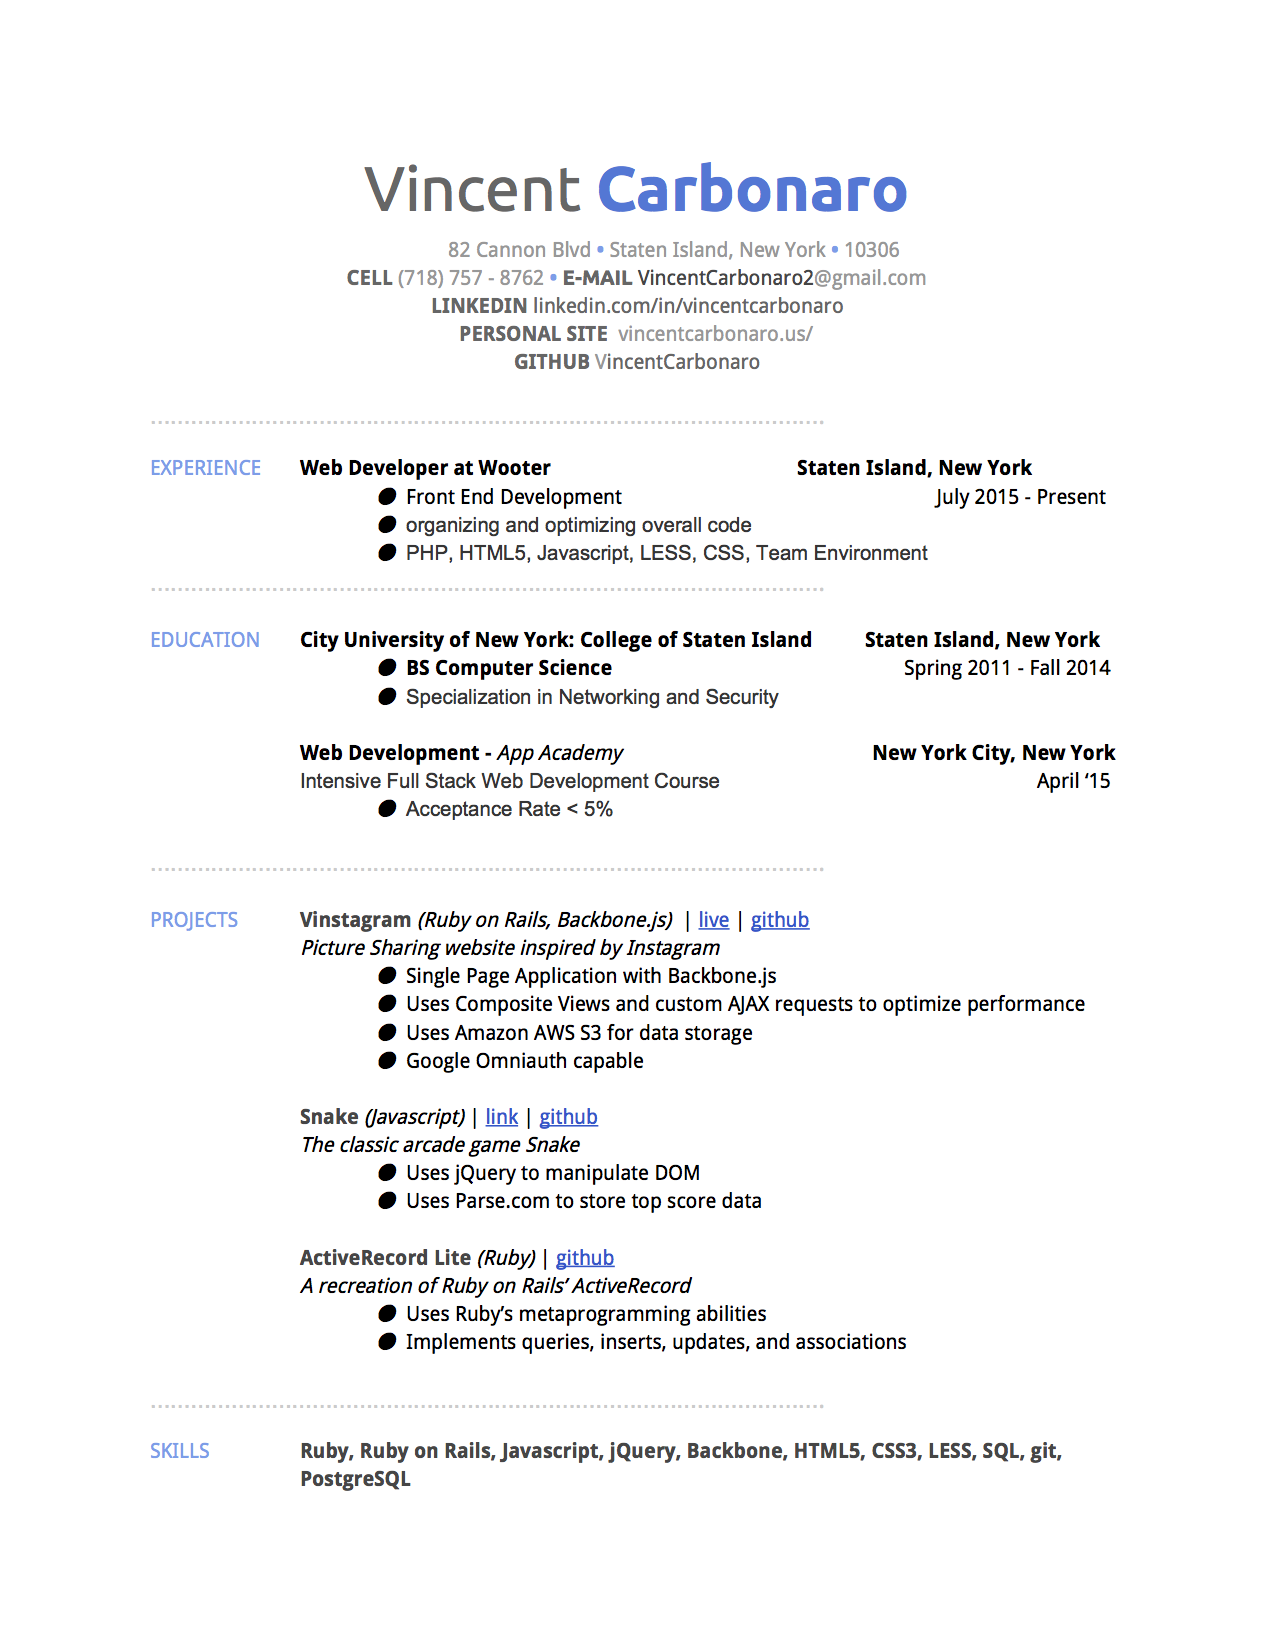 Vincent Carbonaro
82 Cannon Blvd • Staten Island, New York • 10306
CELL (718) 757 - 8762 • E-MAIL VincentCarbonaro2@gmail.com
LINKEDIN linkedin.com/in/vincentcarbonaro
PERSONAL SITE vincentcarbonaro.us/
GITHUB VincentCarbonaro
EXPERIENCE Web Developer at Wooter Staten Island, New York
● Front End Development July 2015 - Present
● organizing and optimizing overall code
● PHP, HTML5, Javascript, LESS, CSS, Team Environment
EDUCATION City University of New York: College of Staten Island Staten Island, New York
● BS Computer Science Spring 2011 - Fall 2014
● Specialization in Networking and Security
Web Development - App Academy New York City, New York
Intensive Full Stack Web Development Course April ‘15
● Acceptance Rate < 5%
PROJECTS Vinstagram (Ruby on Rails, Backbone.js) | live | github
Picture Sharing website inspired by Instagram
● Single Page Application with Backbone.js
● Uses Composite Views and custom AJAX requests to optimize performance
● Uses Amazon AWS S3 for data storage
● Google Omniauth capable
Snake (Javascript) | link | github
The classic arcade game Snake
● Uses jQuery to manipulate DOM
● Uses Parse.com to store top score data
ActiveRecord Lite (Ruby) | github
A recreation of Ruby on Rails’ ActiveRecord
● Uses Ruby’s metaprogramming abilities
● Implements queries, inserts, updates, and associations
SKILLS Ruby, Ruby on Rails, Javascript, jQuery, Backbone, HTML5, CSS3, LESS, SQL, git,
PostgreSQL